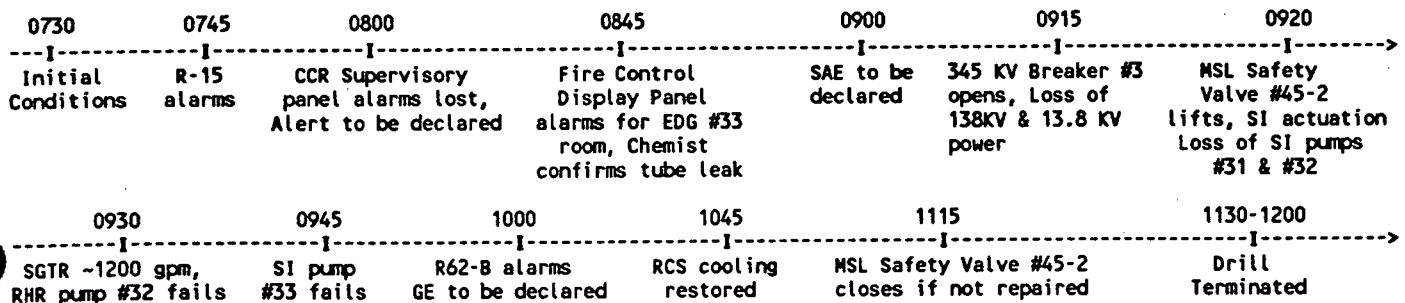 0730 0745 0800 0845 0900 0915 0920
---I-----------I-----------I-------------------I------------------I--------------I-----------------I------->
Initial R-15 CCR Supervisory Fire Control SAE to be 345 KV Breaker #3 MSL Safety
Conditions alarms panel alarms lost, Display Panel declared opens, Loss of Valve #45-2
Alert to be declared alarms for EDG #33 138KV & 13.8 KV lifts, SI actuation
room, Chemist power Loss of SI pumps
confirms tube leak #31 & #32
0930 0945 1000 1045 1115 1130-1200
---------I---------------I--------------I---------------I---------------I-----------------------I---------->
SGTR ~1200 gpm, SI pump R62-B alarms RCS cooling MSL Safety Valve #45-2 Drill
RHR pump #32 fails #33 fails GE to be declared restored closes if not repaired Terminated